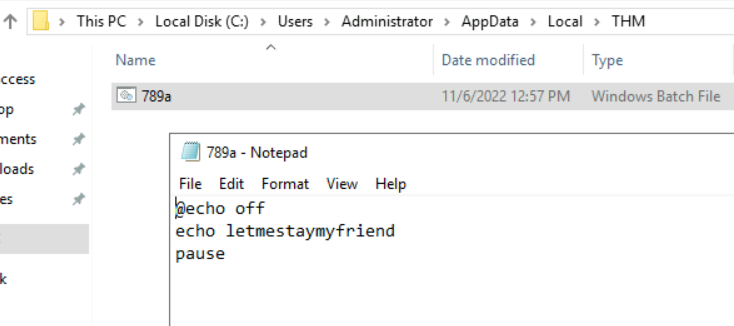 This PC > Local Disk (C:) > Users > Administrator > AppData > Local > THM
Name Date modified Type
ccess
op
ments
loads
es
k
789a 11/6/2022 12:57 PM Windows Batch File
789a - Notepad
File Edit Format View Help
@echo off
echo letmestaymyfriend
pause